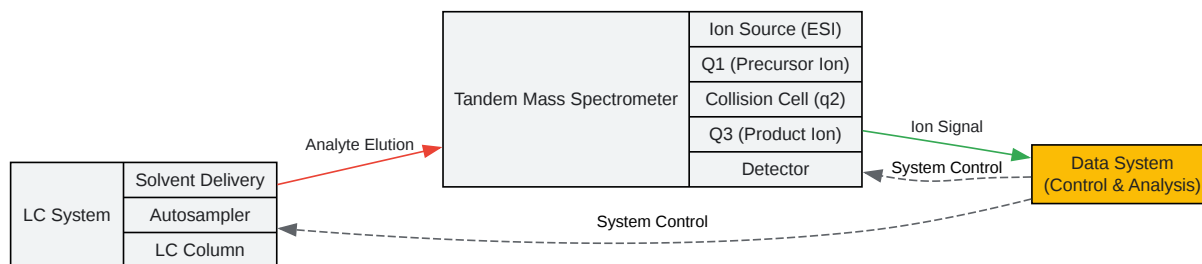 Ion Source (ESI)
Q1 (Precursor Ion)
Tandem Mass Spectrometer
Collision Cell (q2)
Q3 (Product Ion)
Detector
Analyte Elution
Ion Signal
System Control
Data System
(Control & Analysis)
LC System
Solvent Delivery
Autosampler
LC Column
System Control